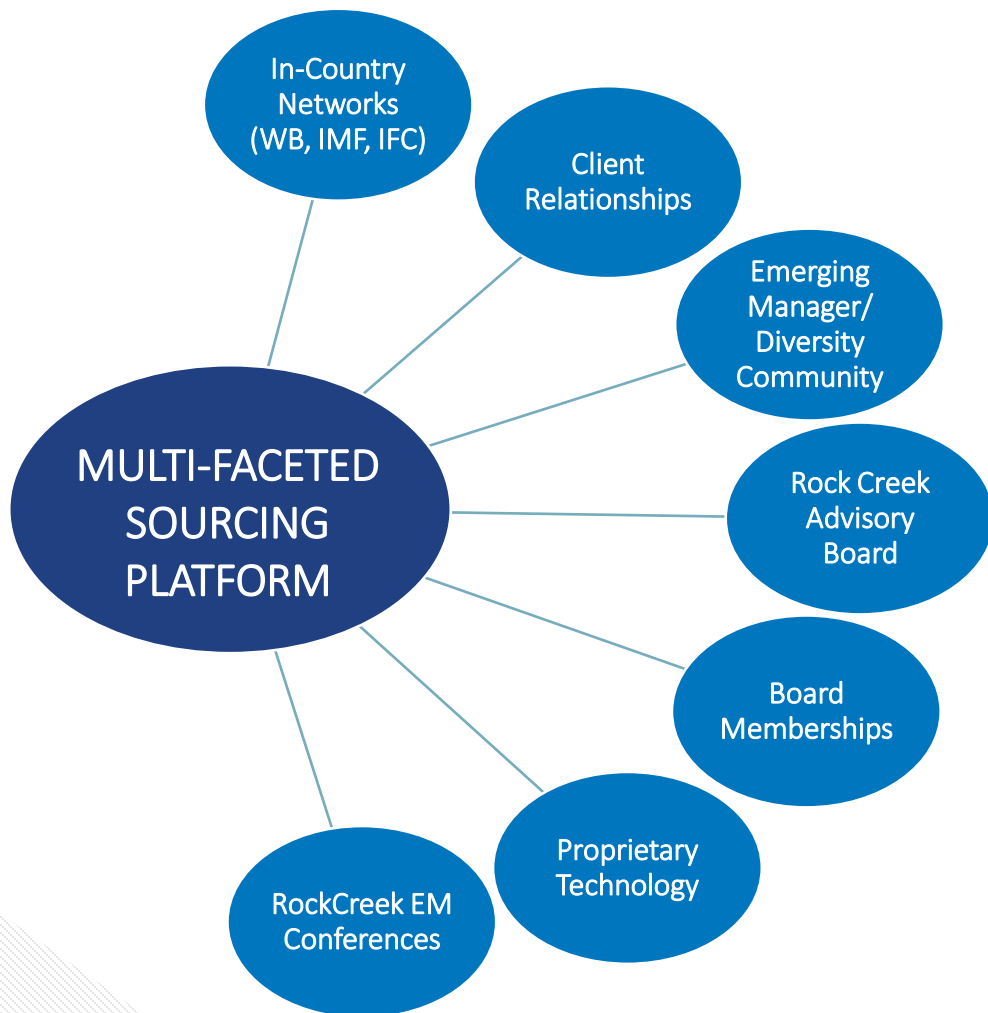 In-Country
Networks
(WB, IMF, IFC)
Client
Relationships
Emerging
Manager/
Diversity
Community
MULTI-FACETED
SOURCING
PLATFORM
Rock Creek
Advisory
Board
Board
Memberships
Proprietary
Technology
RockCreek EM
Conferences